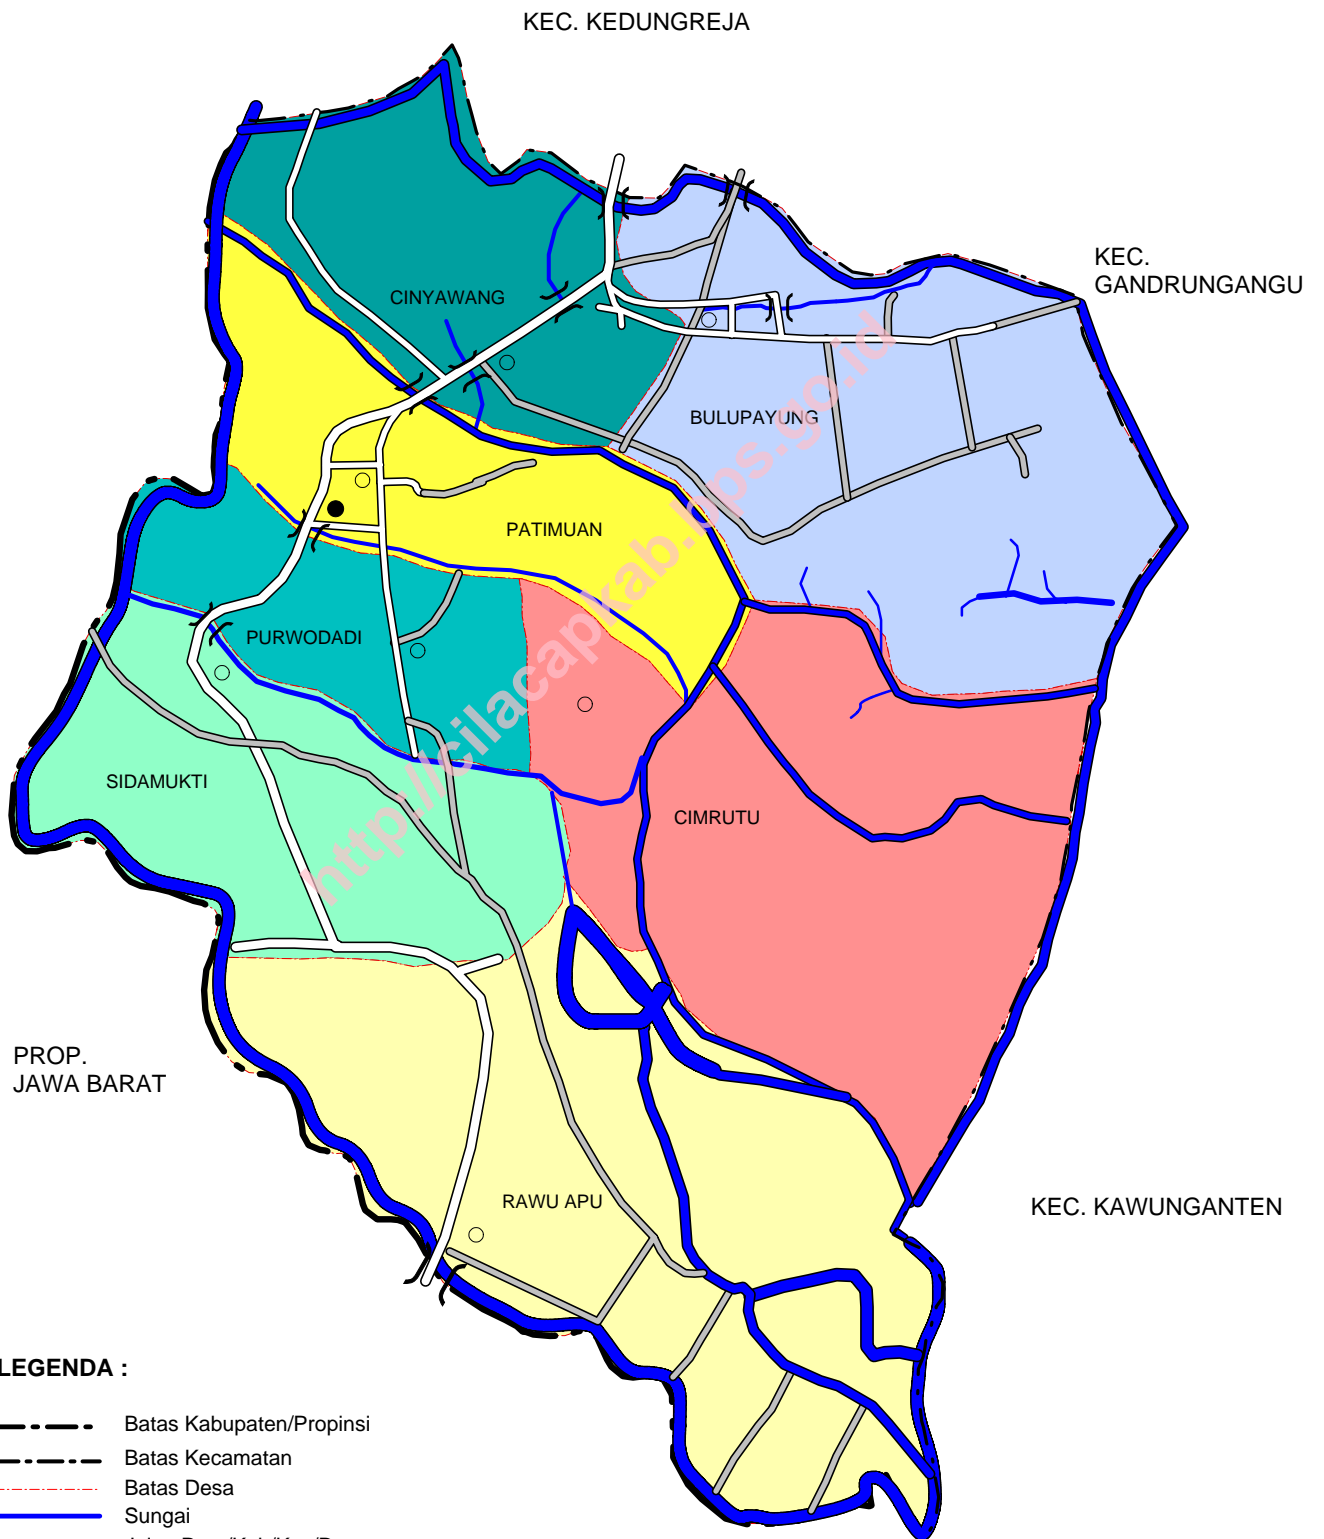 KEC. KEDUNGREJA
KEC.
GANDRUNGANGU
CINYAWANG
BULUPAYUNG
PATIMUAN
PURWODADI
SIDAMUKTI
CIMRUTU
http://cilacapkab.bps.go.id
PROP.
JAWA BARAT
RAWU APU
KEC. KAWUNGANTEN
LEGENDA :
Batas Kabupaten/Propinsi
Batas Kecamatan
Batas Desa
Sungai